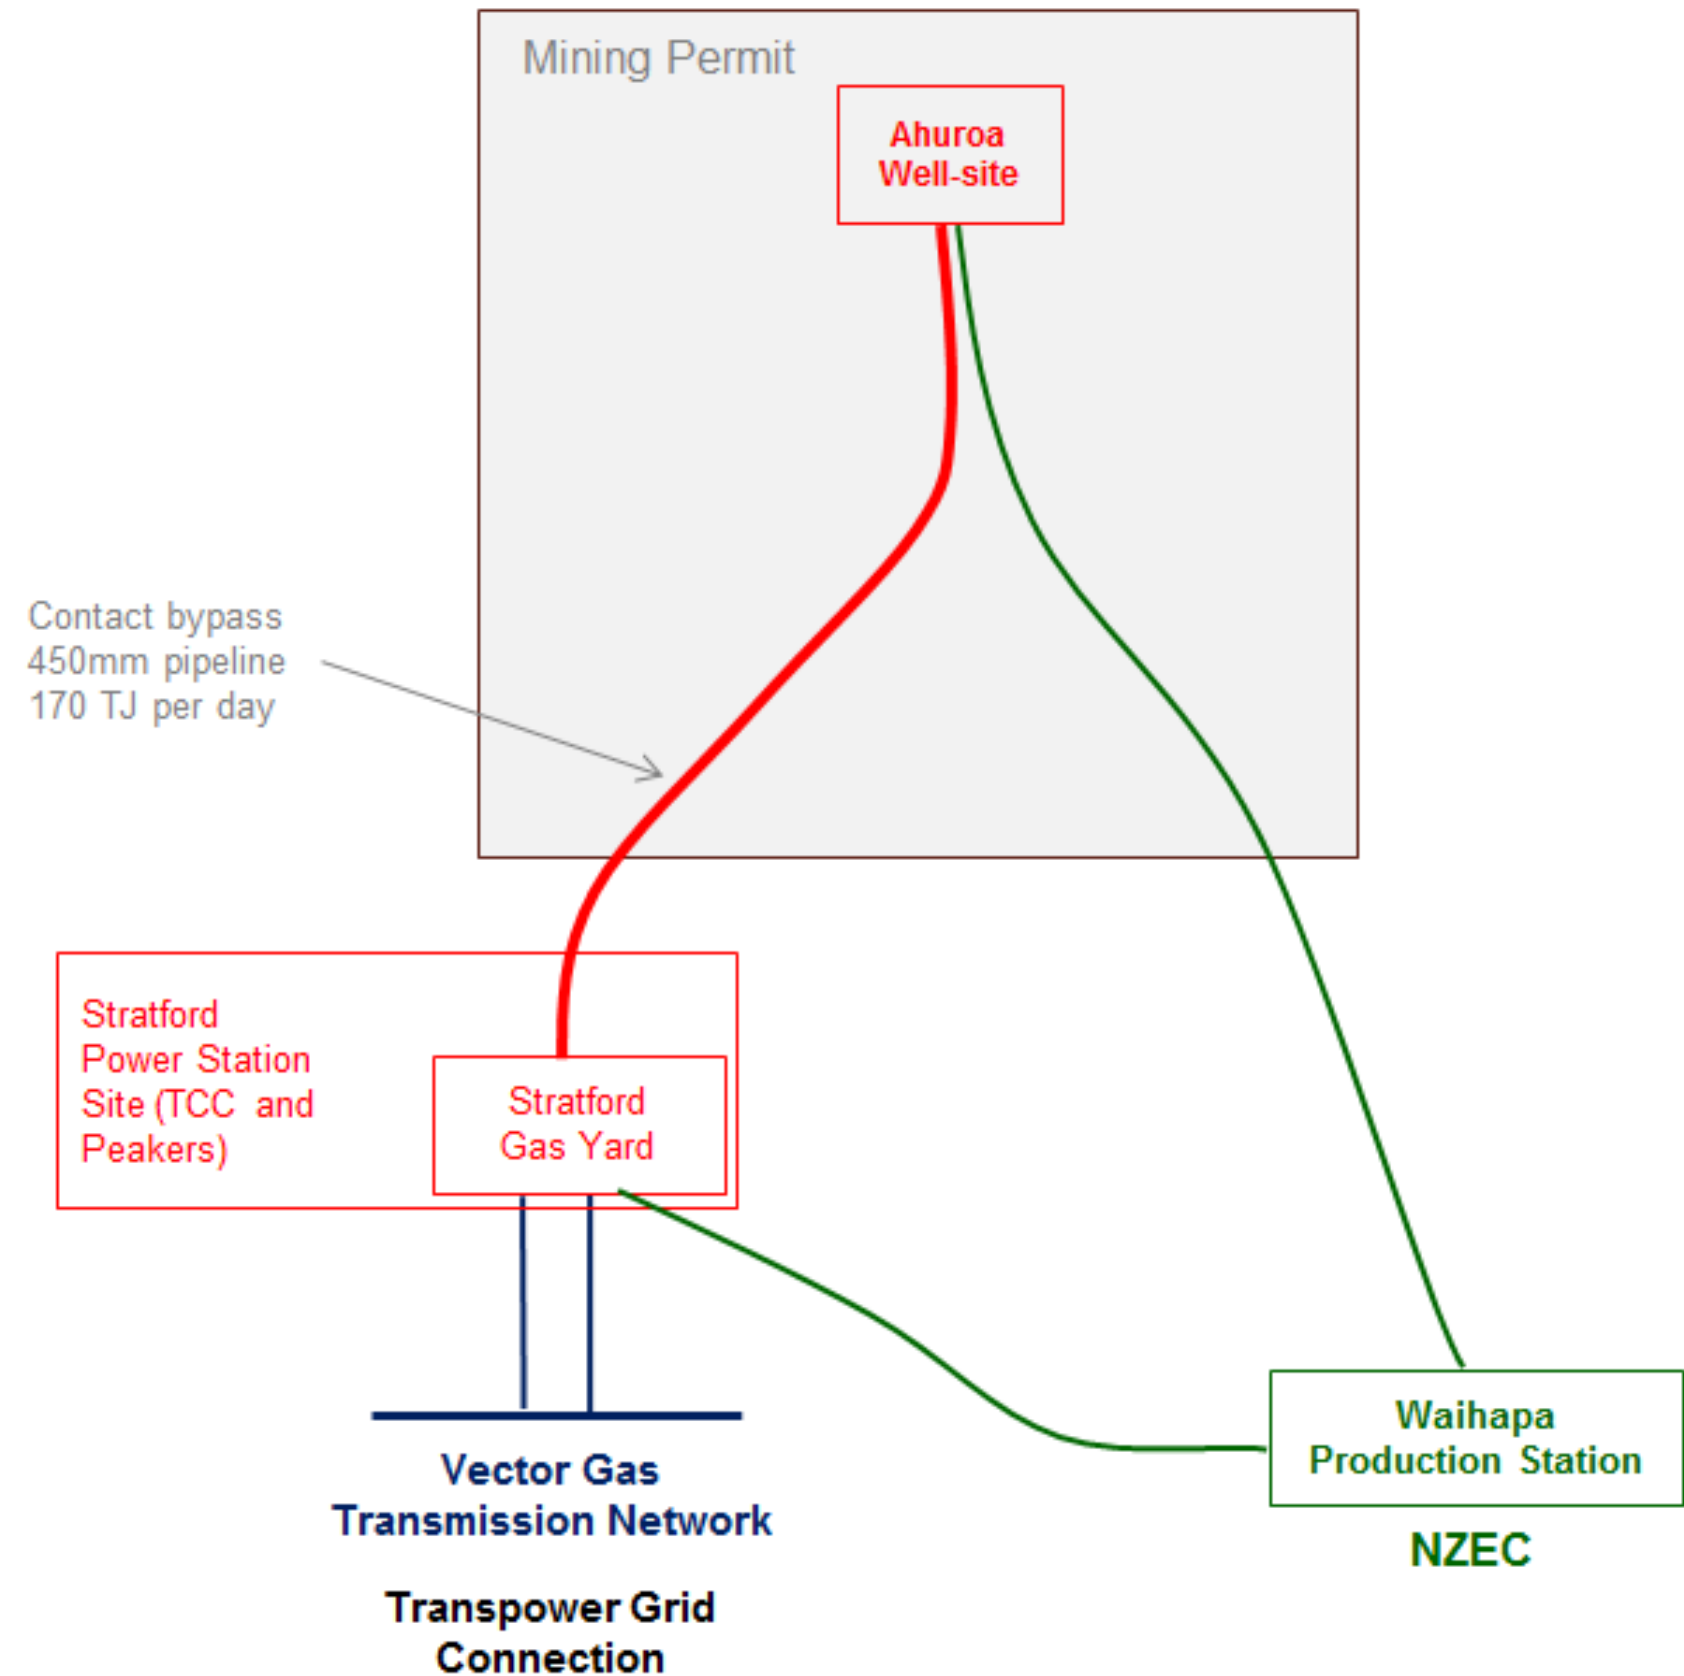 Mining Permit
Ahuroa
Well-site
Contact bypass
450mm pipeline
170 TJ per day
Stratford
Power Station
Site (TCC and
Peakers)
Stratford
Gas Yard
Vector Gas
Transmission Network
Transpower Grid
Connection
Waihapa
Production Station
NZEC